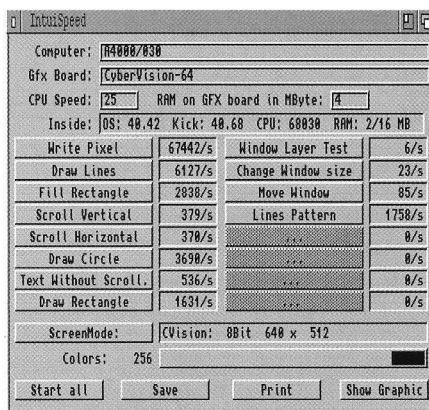 IntuiSpeed
Computer: A4000/030
Gfx Board: CyberVision-64
CPU Speed: 25 RAM on GFX board in MByte: 4
Inside: OS: 40.42 Kick: 40.68 CPU: 68030 RAM: 2/16 MB
Write Pixel 67442/s Window Layer Test 6/s
Draw Lines 6127/s Change Window size 23/s
Fill Rectangle 2838/s Move Window 85/s
Scroll Vertical 379/s Lines Pattern 1758/s
Scroll Horizontal 370/s ... 0/s
Draw Circle 3690/s ... 0/s
Text Without Scroll. 536/s ... 0/s
Draw Rectangle 1631/s ... 0/s
ScreenMode: CVision: 8Bit 640 x 512
Colors: 256
Start all Save Print Show Graphic